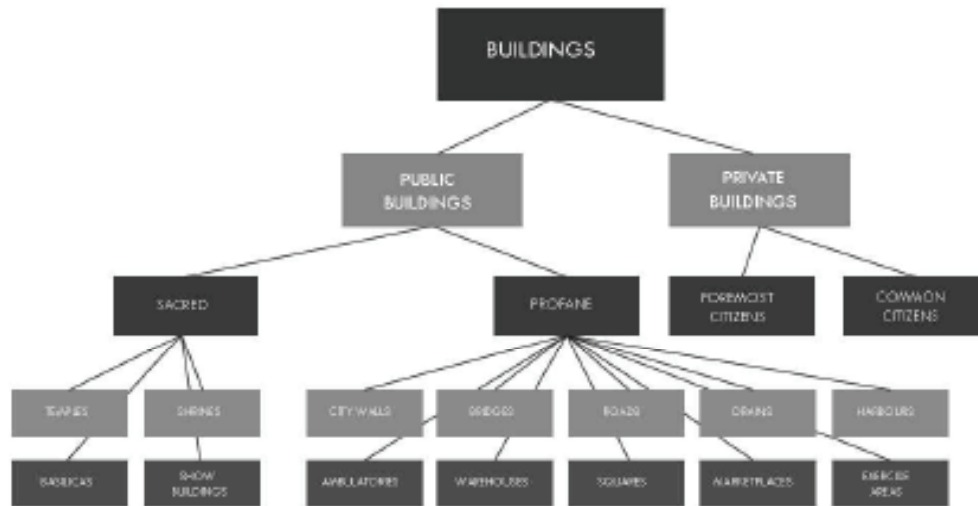 BUILDINGS
PUBLIC
BUILDINGS
PRIVATE
BUILDINGS
SACRED
PROFANE
FOREMOST
CITIZENS
COMMON
CITIZENS
TEMPLES
SHRINES
CITY WALLS
BRIDGES
ROADS
DRAINS
HARBOURS
BASILICAS
SHOW
BUILDINGS
AMBULATORIES
WAREHOUSES
SQUARES
MARKETPLACES
EXERCISE
AREAS